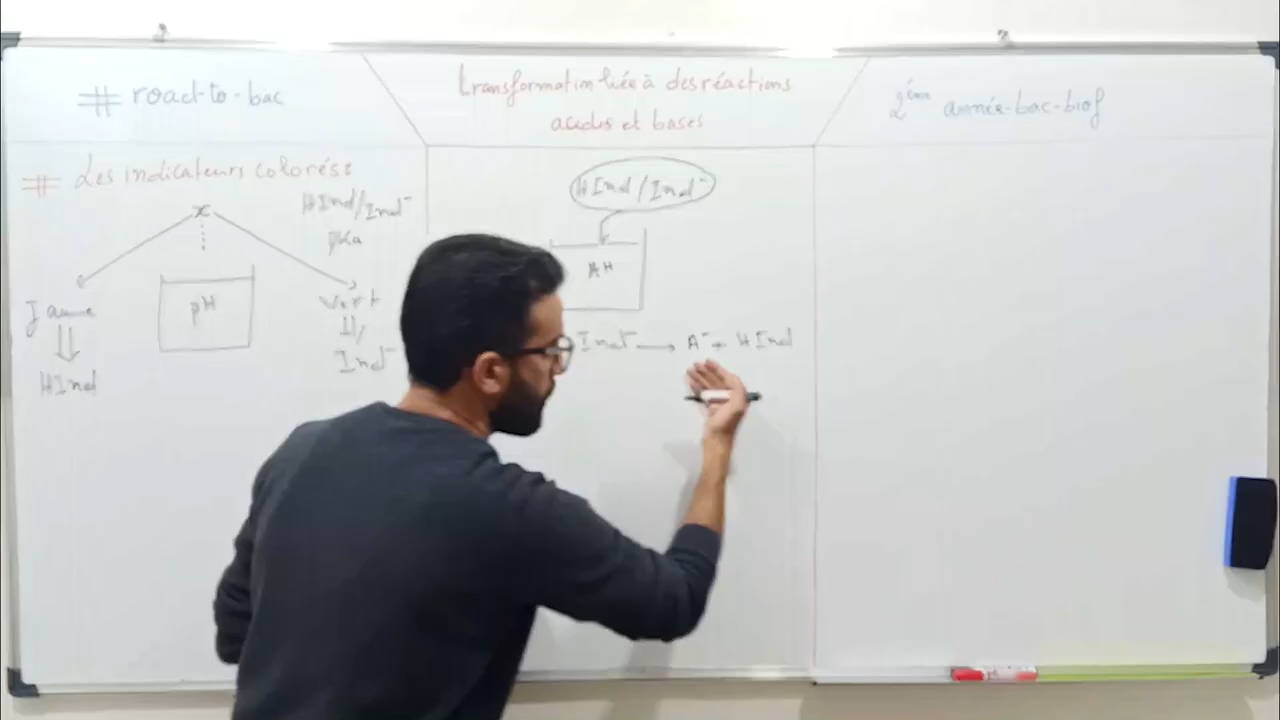 # road-to-bac
transformation liée à des réactions
acides et bases
2ème année-bac-biof
# Les indicateurs colorés:
x
HInd/Ind⁻
pKa
Jaune
pH
Vert
HInd
Ind⁻
HInd/Ind⁻
AH
Ind⁻ → A⁻ + HInd